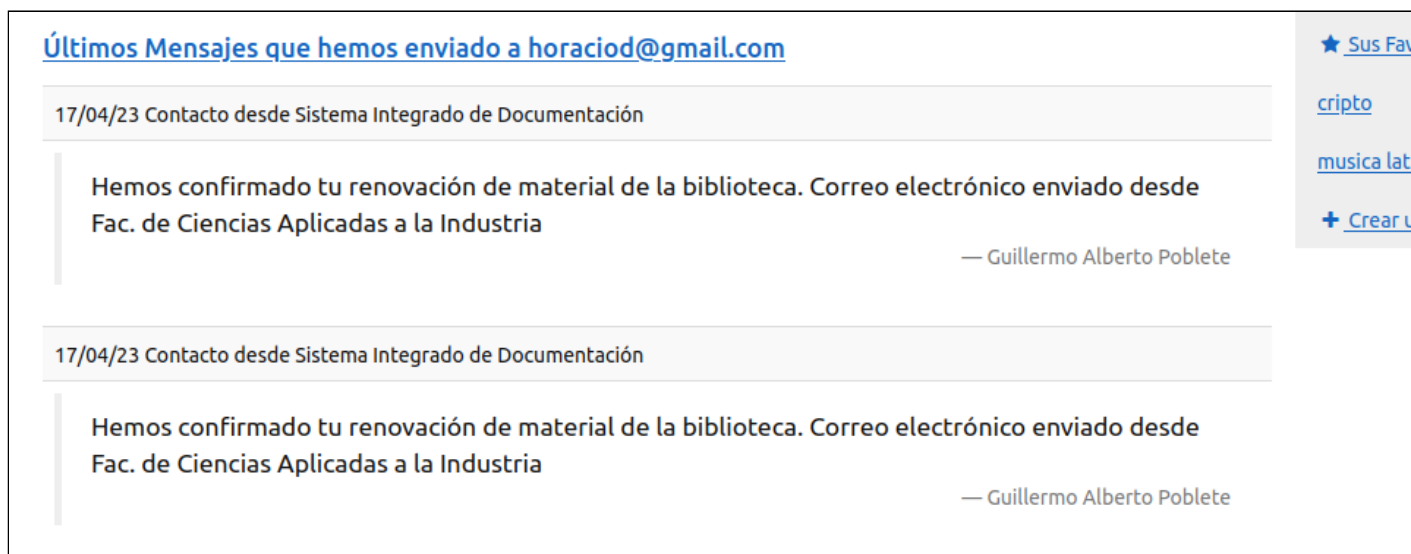 Últimos Mensajes que hemos enviado a horaciod@gmail.com
17/04/23 Contacto desde Sistema Integrado de Documentación
Hemos confirmado tu renovación de material de la biblioteca. Correo electrónico enviado desde
Fac. de Ciencias Aplicadas a la Industria
— Guillermo Alberto Poblete
17/04/23 Contacto desde Sistema Integrado de Documentación
Hemos confirmado tu renovación de material de la biblioteca. Correo electrónico enviado desde
Fac. de Ciencias Aplicadas a la Industria
— Guillermo Alberto Poblete
Sus
cripto
musica
Crear